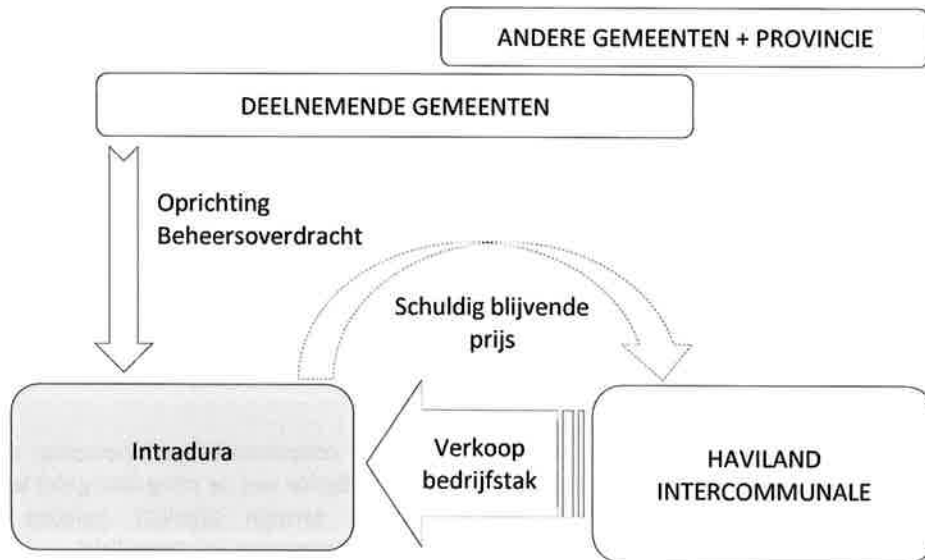 ANDERE GEMEENTEN + PROVINCIE
DEELNEMENDE GEMEENTEN
Oprichting
Beheersoverdracht
Schuldig blijvende
prijs
Intradura
Verkoop
bedrijfstak
HAVILAND
INTERCOMMUNALE